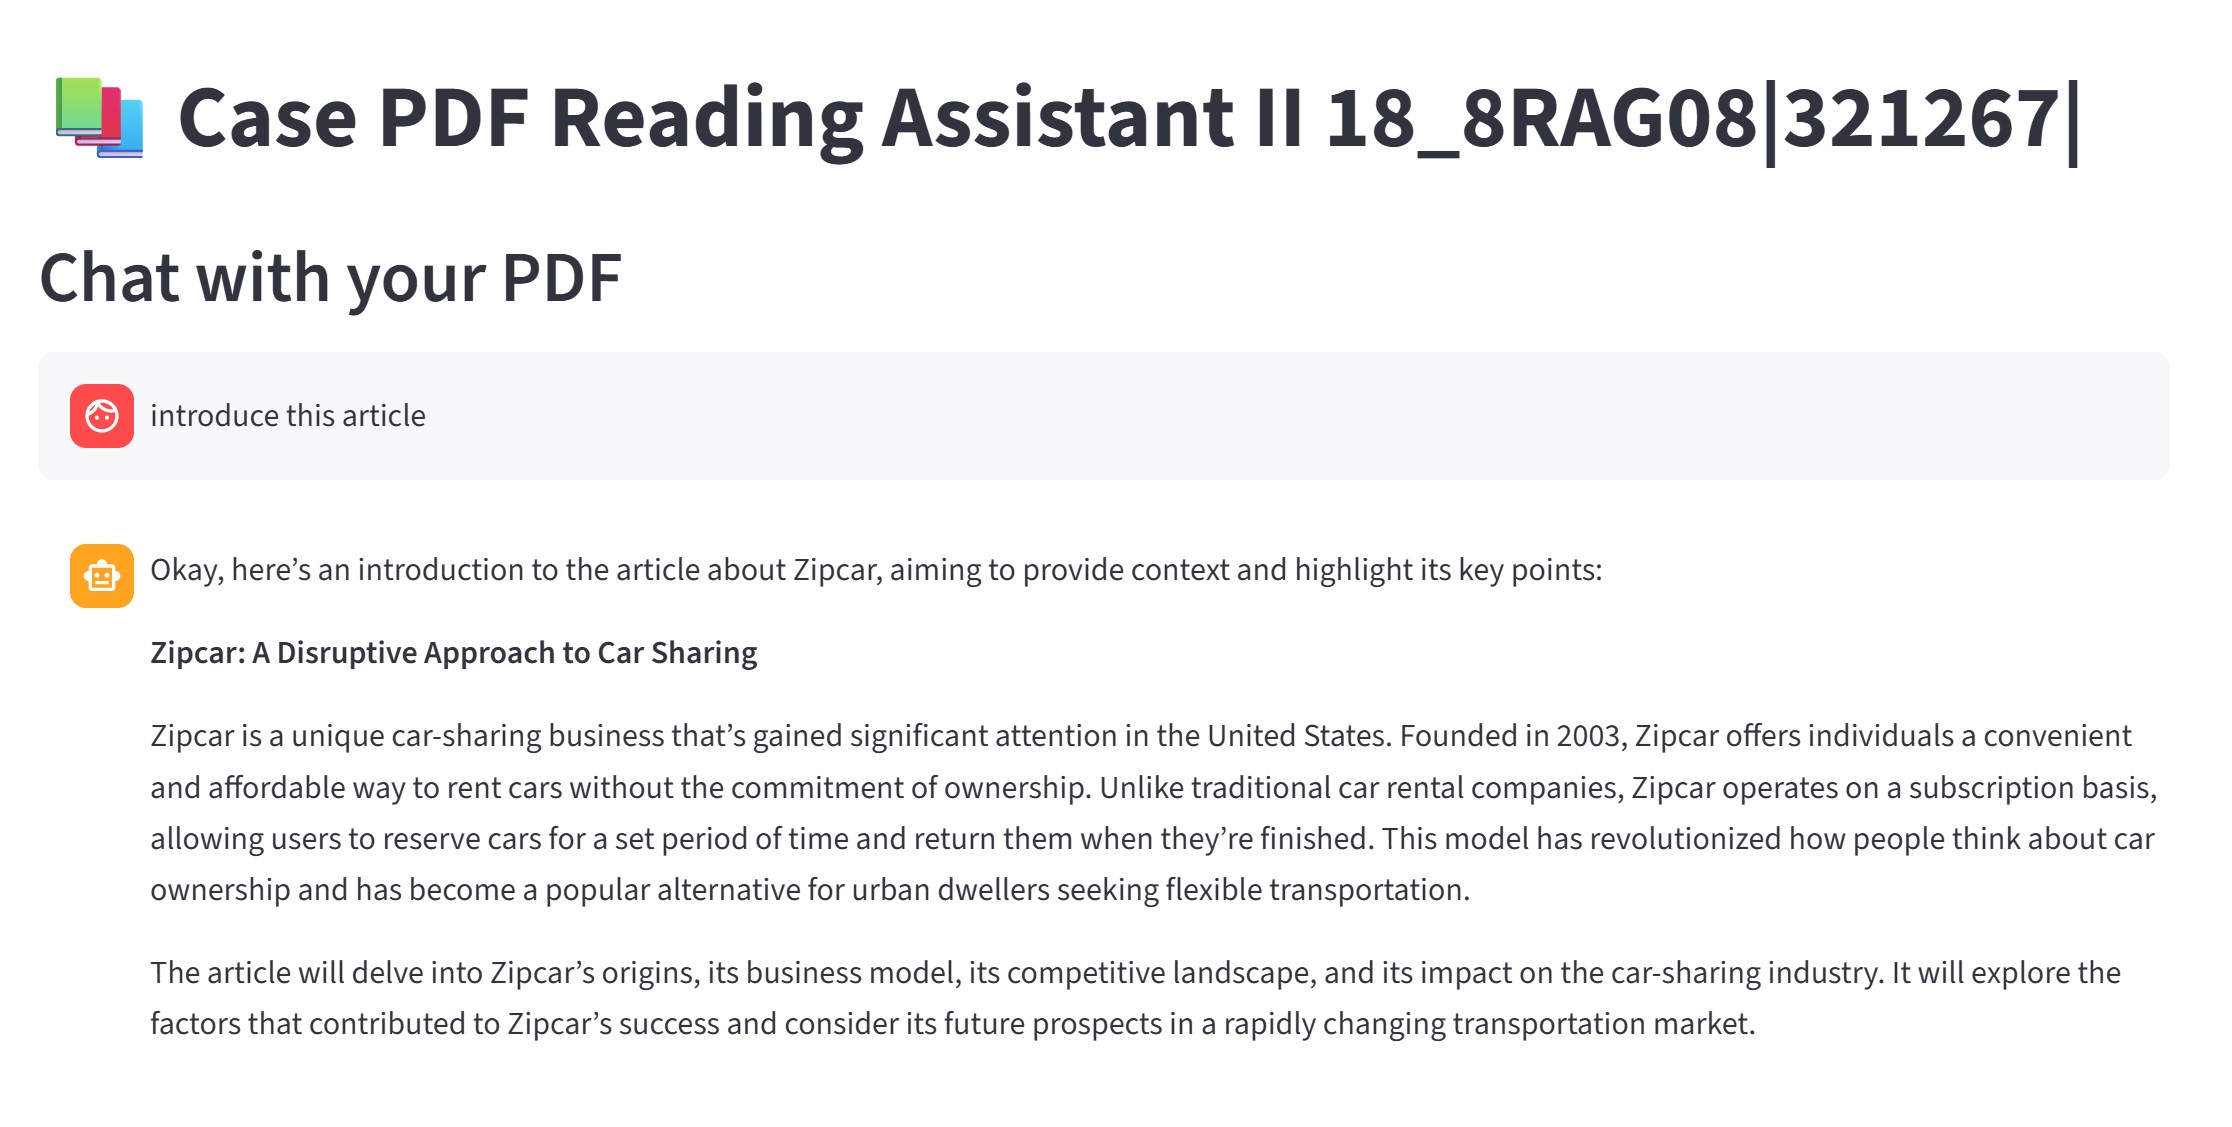 Case PDF Reading Assistant II 18_8RAG08|321267|
Chat with your PDF
introduce this article
Okay, here’s an introduction to the article about Zipcar, aiming to provide context and highlight its key points:
Zipcar: A Disruptive Approach to Car Sharing
Zipcar is a unique car-sharing business that’s gained significant attention in the United States. Founded in 2003, Zipcar offers individuals a convenient
and affordable way to rent cars without the commitment of ownership. Unlike traditional car rental companies, Zipcar operates on a subscription basis,
allowing users to reserve cars for a set period of time and return them when they’re finished. This model has revolutionized how people think about car
ownership and has become a popular alternative for urban dwellers seeking flexible transportation.
The article will delve into Zipcar’s origins, its business model, its competitive landscape, and its impact on the car-sharing industry. It will explore the
factors that contributed to Zipcar’s success and consider its future prospects in a rapidly changing transportation market.